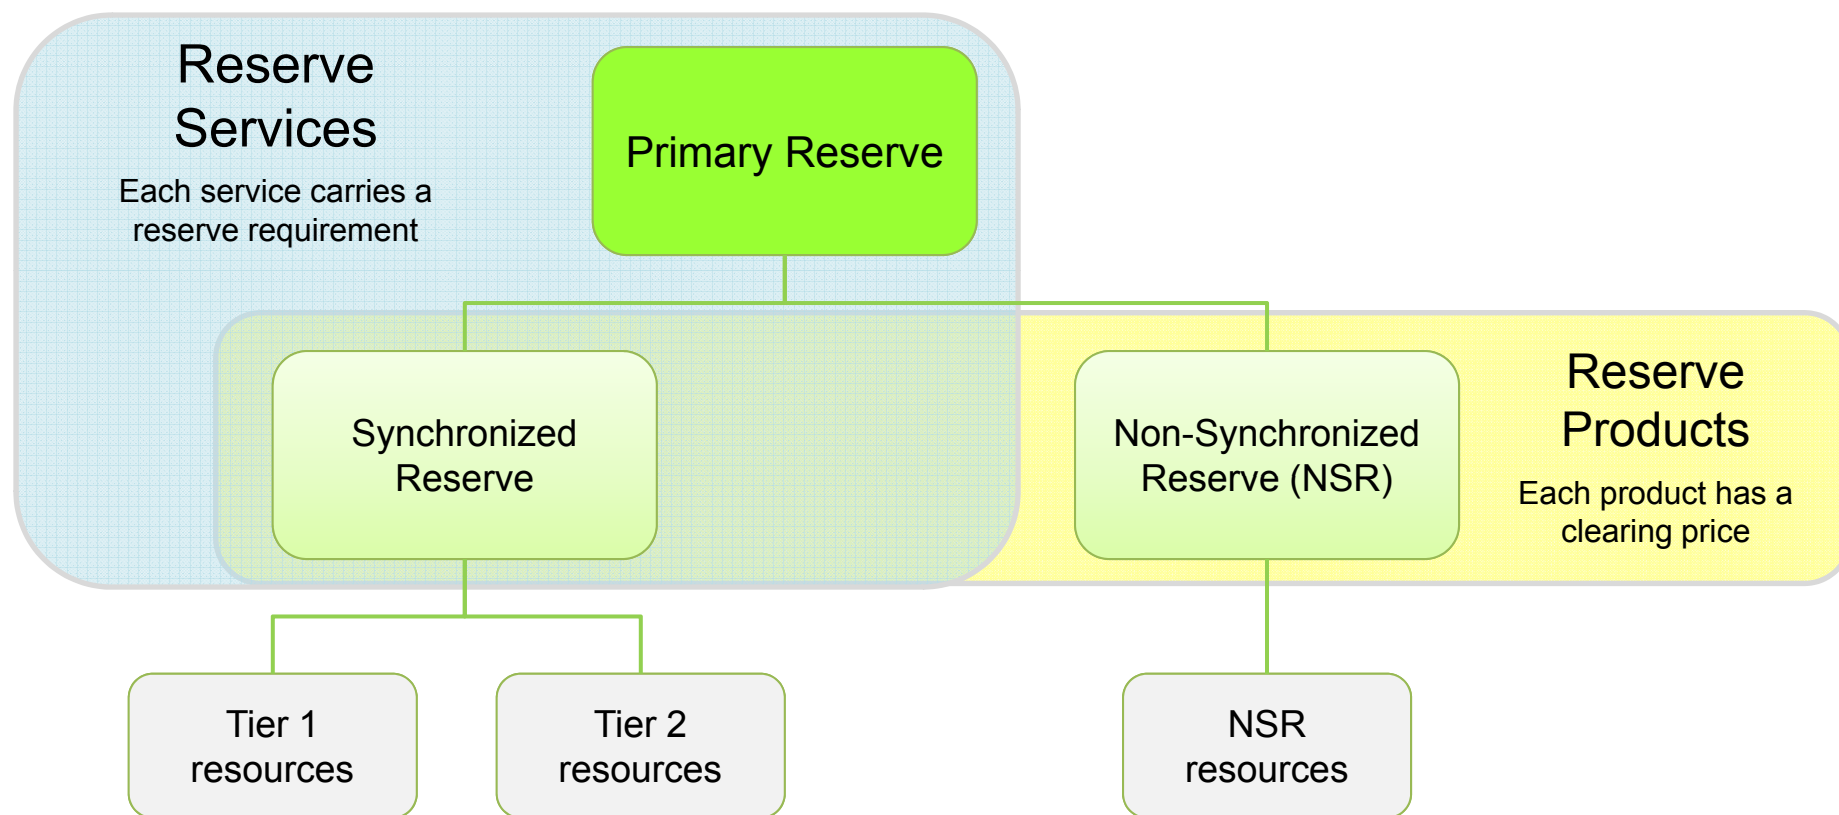 Reserve
Services
Each service carries a
reserve requirement
Primary Reserve
Synchronized
Reserve
Non-Synchronized
Reserve (NSR)
Reserve
Products
Each product has a
clearing price
Tier 1
resources
Tier 2
resources
NSR
resources